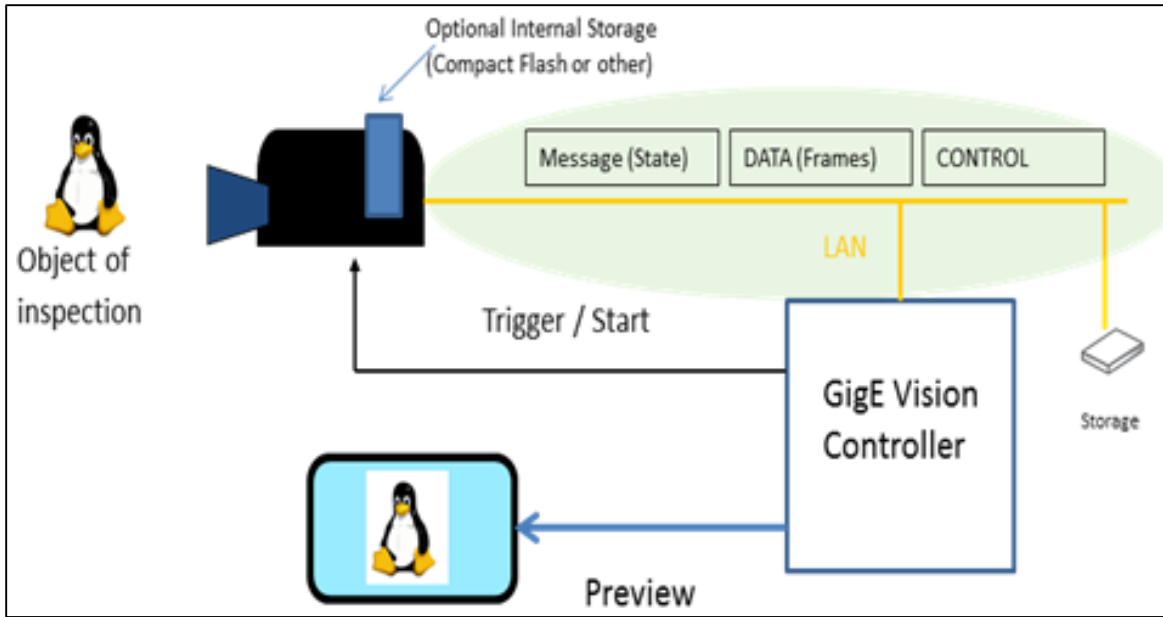 Optional Internal Storage
(Compact Flash or other)
Message (State)
DATA (Frames)
CONTROL
LAN
Object of
inspection
Trigger / Start
GigE Vision
Controller
Storage
Preview